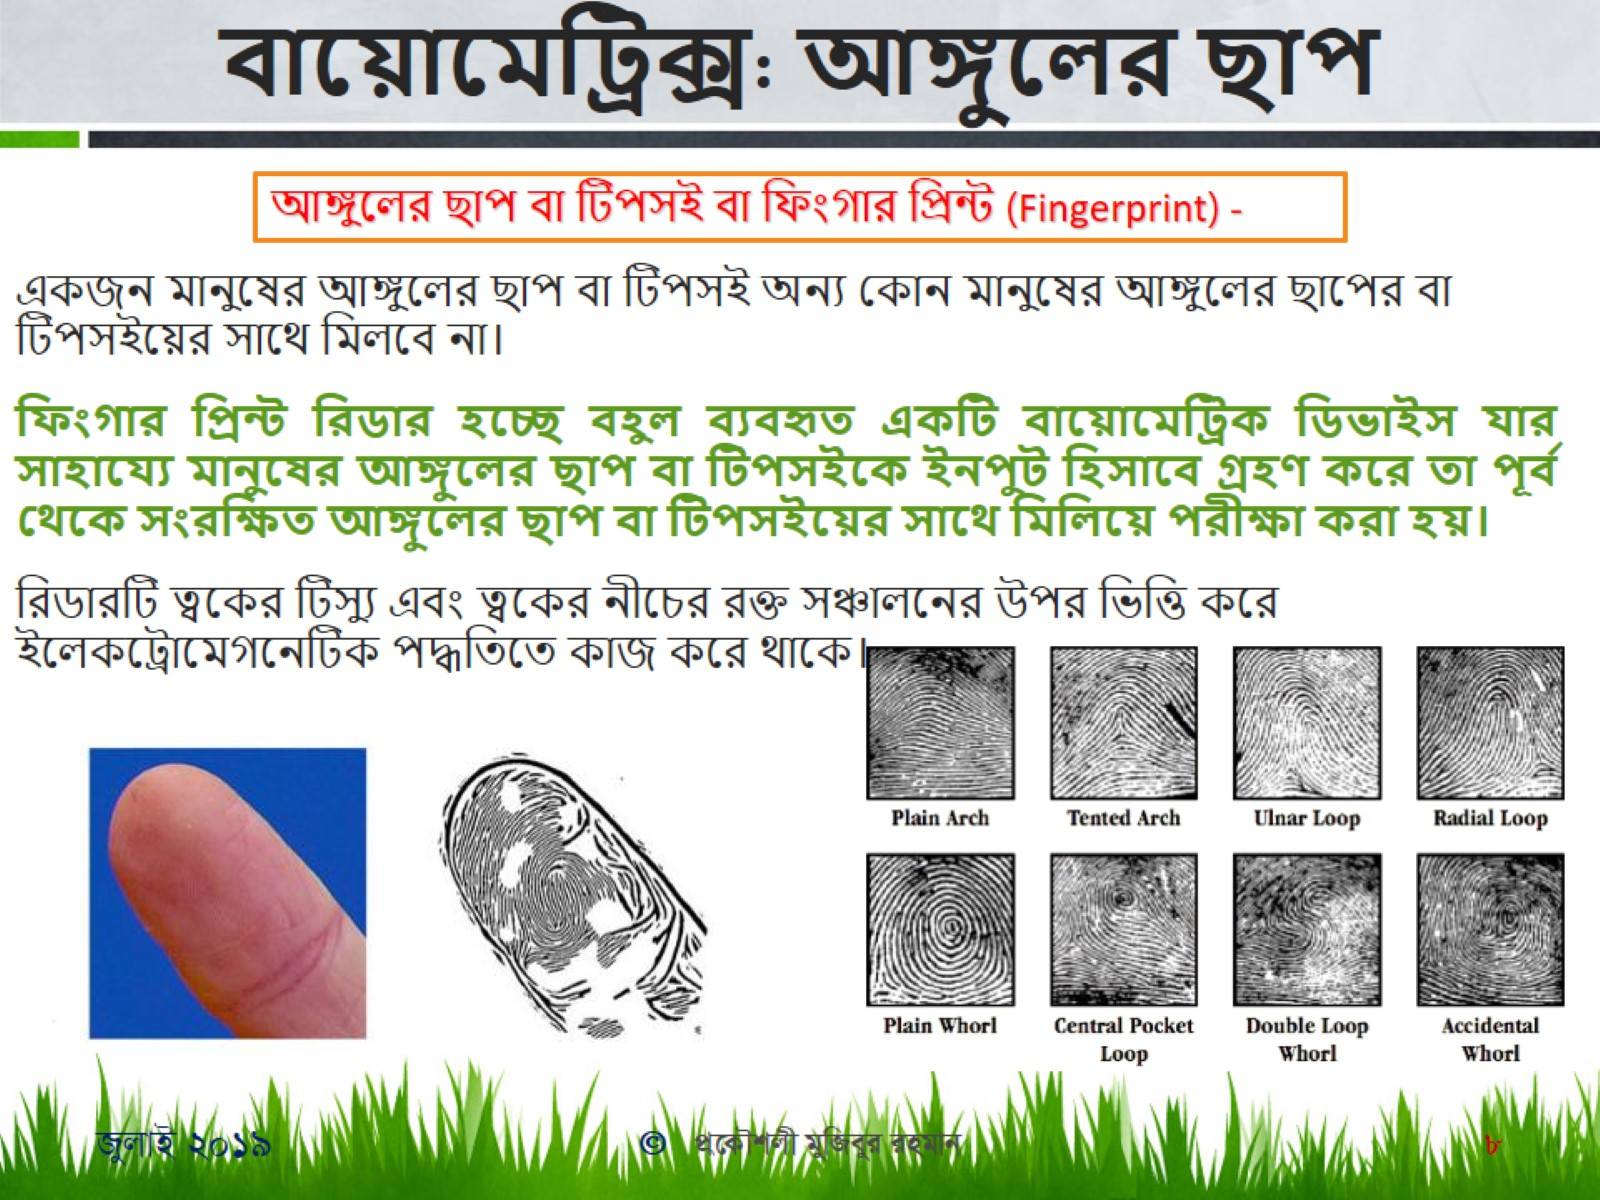 বায়োমেট্রিক্স: আঙ্গুলের ছাপ
আঙ্গুলের ছাপ বা টিপসই বা ফিংগার প্রিন্ট (Fingerprint) -
একজন মানুষের আঙ্গুলের ছাপ বা টিপসই অন্য কোন মানুষের আঙ্গুলের ছাপের বা
টিপসইয়ের সাথে মিলবে না।
ফিংগার প্রিন্ট রিডার হচ্ছে বহুল ব্যবহৃত একটি বায়োমেট্রিক ডিভাইস যার
সাহায্যে মানুষের আঙ্গুলের ছাপ বা টিপসইকে ইনপুট হিসাবে গ্রহণ করে তা পূর্ব
থেকে সংরক্ষিত আঙ্গুলের ছাপ বা টিপসইয়ের সাথে মিলিয়ে পরীক্ষা করা হয়।
রিডারটি ত্বকের টিস্যু এবং ত্বকের নীচের রক্ত সঞ্চালনের উপর ভিত্তি করে
ইলেকট্রোমেগনেটিক পদ্ধতিতে কাজ করে থাকে।
Plain Arch Tented Arch Ulnar Loop Radial Loop
Plain Whorl Central Pocket Loop Double Loop Whorl Accidental Whorl
জুলাই ২০১৯ © প্রকৌশলী মুজিবুর রহমান ৮